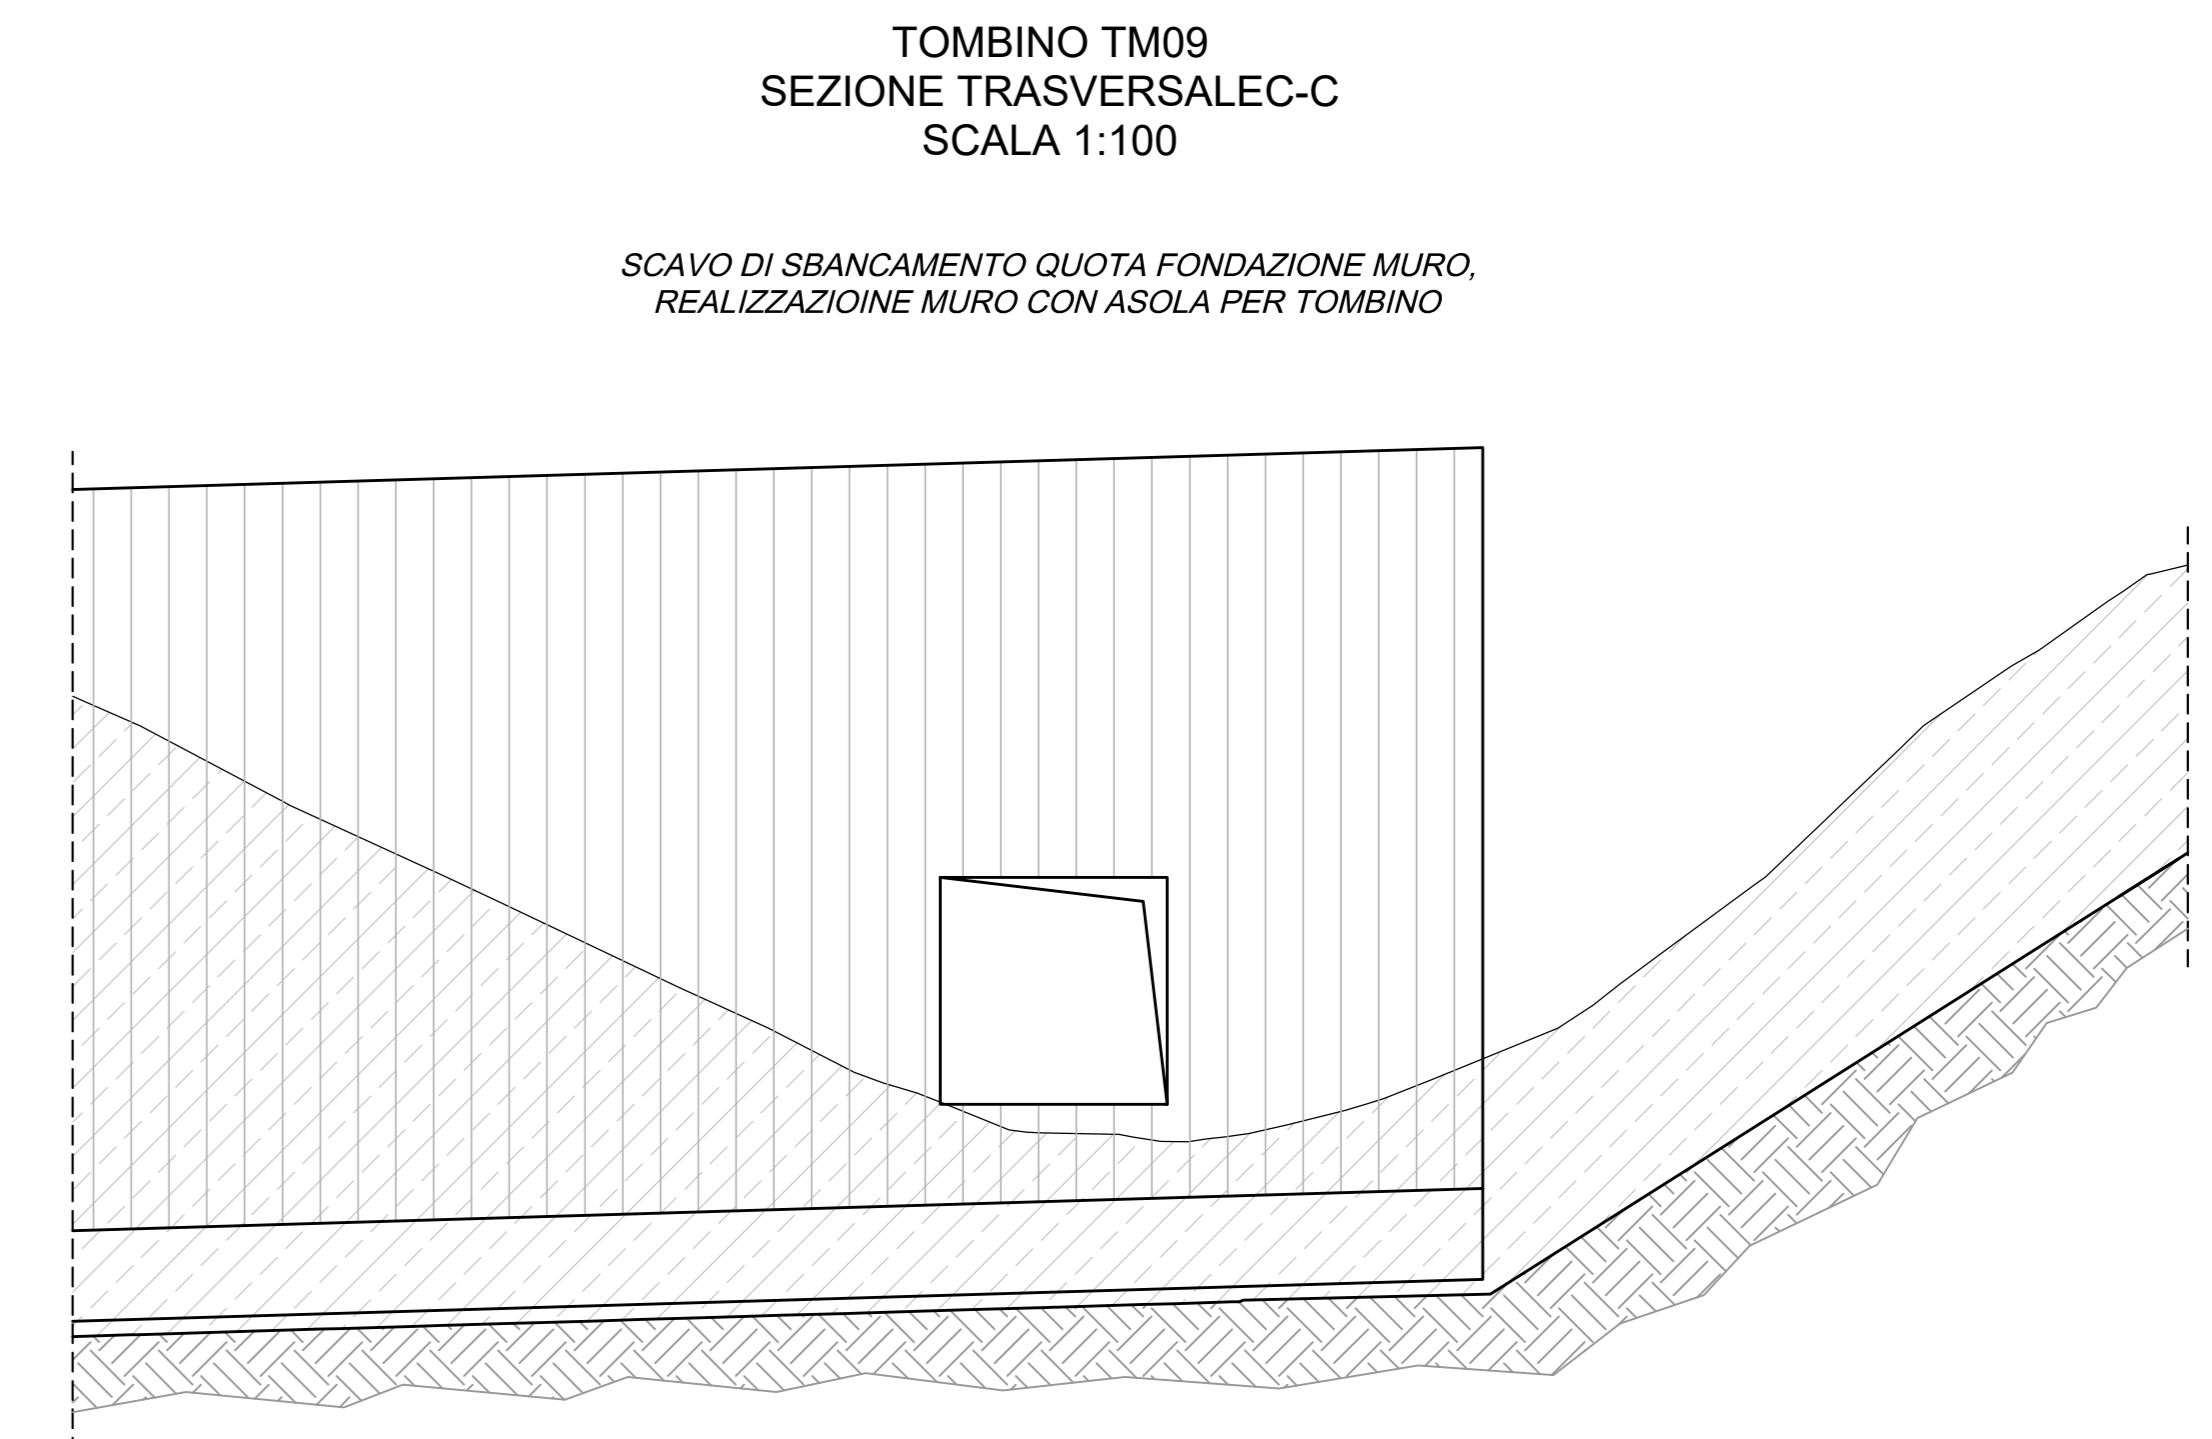 TOMBINO TM09
SEZIONE TRASVERSALEC-C
SCALA 1:100
SCAVO DI SBANCAMENTO QUOTA FONDAZIONE MURO,
REALIZZAZIOINE MURO CON ASOLA PER TOMBINO